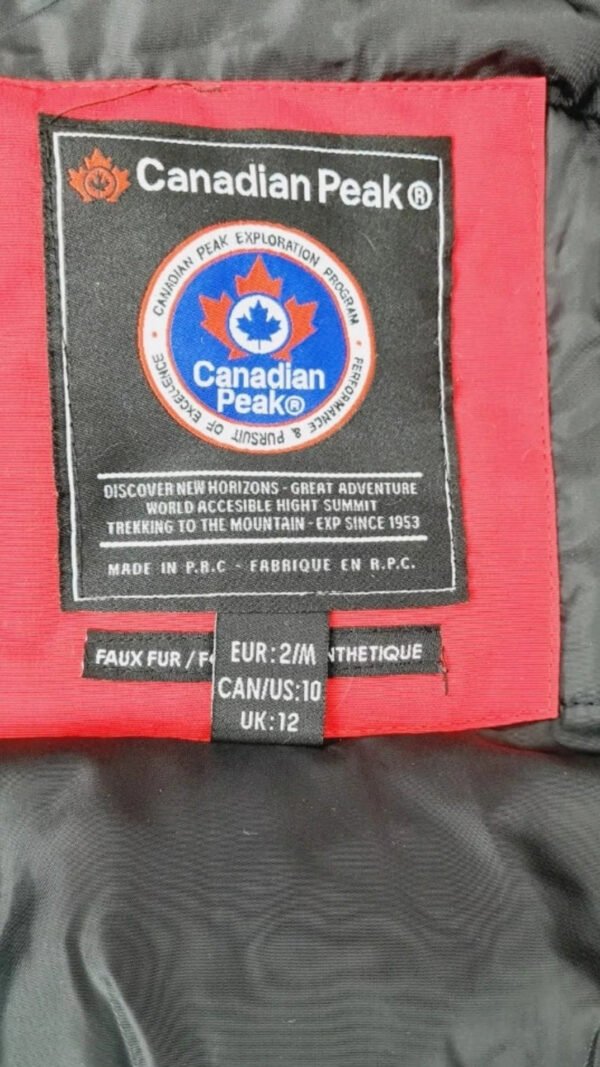 Canadian Peak ®
CANADIAN PEAK EXPLORATION PROGRAM
PERFORMANCE & PURSUIT OF EXCELLENCE
Canadian
Peak®
DISCOVER NEW HORIZONS - GREAT ADVENTURE
WORLD ACCESIBLE HIGHT SUMMIT
TREKKING TO THE MOUNTAIN - EXP SINCE 1953
MADE IN P.R.C - FABRIQUE EN R.P.C.
FAUX FUR /
EUR:2/M
CAN/US:10
UK:12